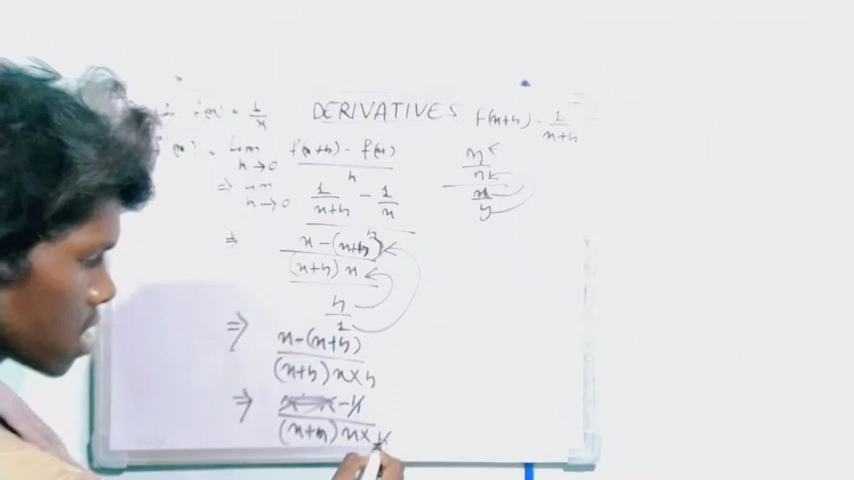 DERIVATIVES
f(x) = 1/x
f(x+h) = 1/(x+h)
Lim h→0 f(x+h) - f(x) / h
⇒ Lim h→0 1/(x+h) - 1/x
⇒ x-(x+h) / (x+h) x
h/1
⇒ x-(x+h) / (x+h) x × h
⇒ -h / (x+h) x × h